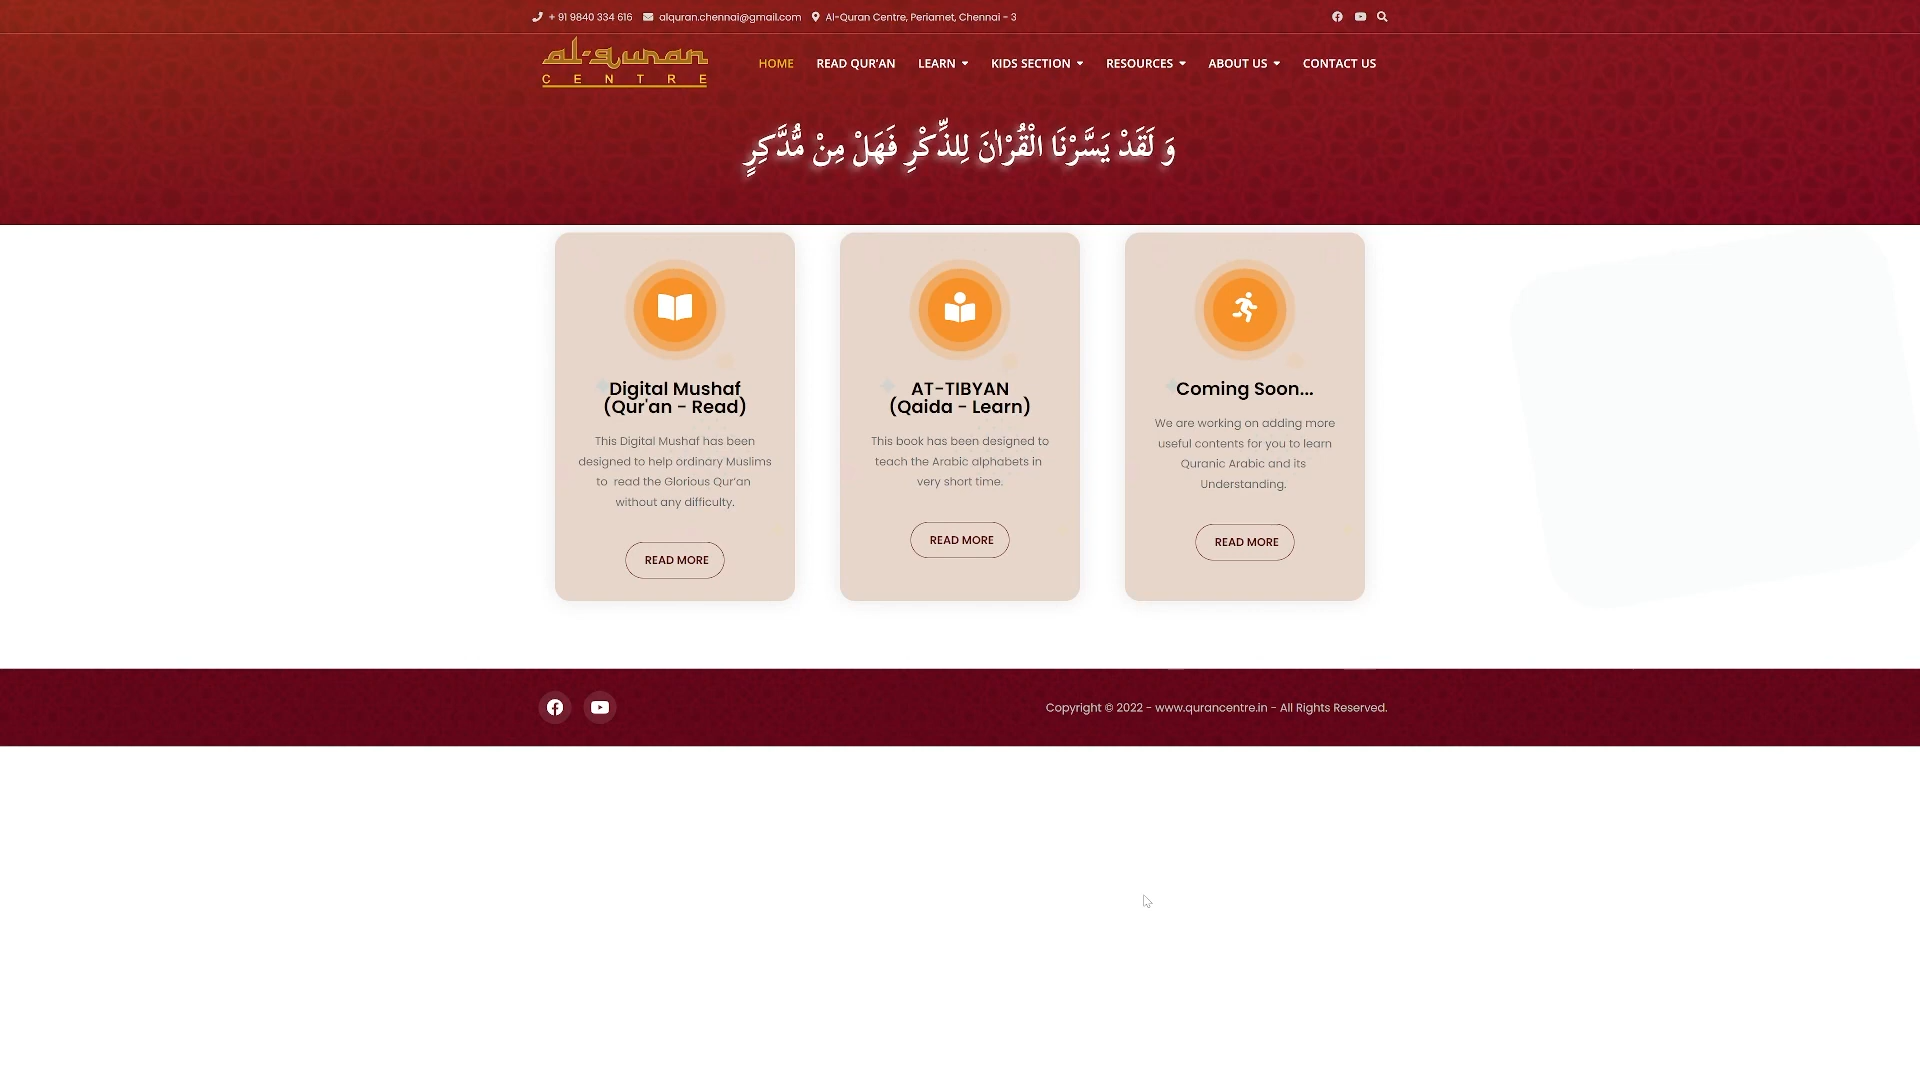 + 91 9840 334 616 alquran.chennai@gmail.com Al-Quran Centre, Periamet, Chennai - 3
al-quran
CENTRE
HOME READ QUR'AN LEARN KIDS SECTION RESOURCES ABOUT US CONTACT US
وَ لَقَدْ يَسَّرْنَا الْقُرْاٰنَ لِلذِّكْرِ فَهَلْ مِنْ مُّدَّكِرٍ
Digital Mushaf
(Qur'an - Read)
This Digital Mushaf has been
designed to help ordinary Muslims
to read the Glorious Qur'an
without any difficulty.
READ MORE
AT-TIBYAN
(Qaida - Learn)
This book has been designed to
teach the Arabic alphabets in
very short time.
READ MORE
Coming Soon...
We are working on adding more
useful contents for you to learn
Quranic Arabic and its
Understanding.
READ MORE
Copyright © 2022 - www.qurancentre.in - All Rights Reserved.